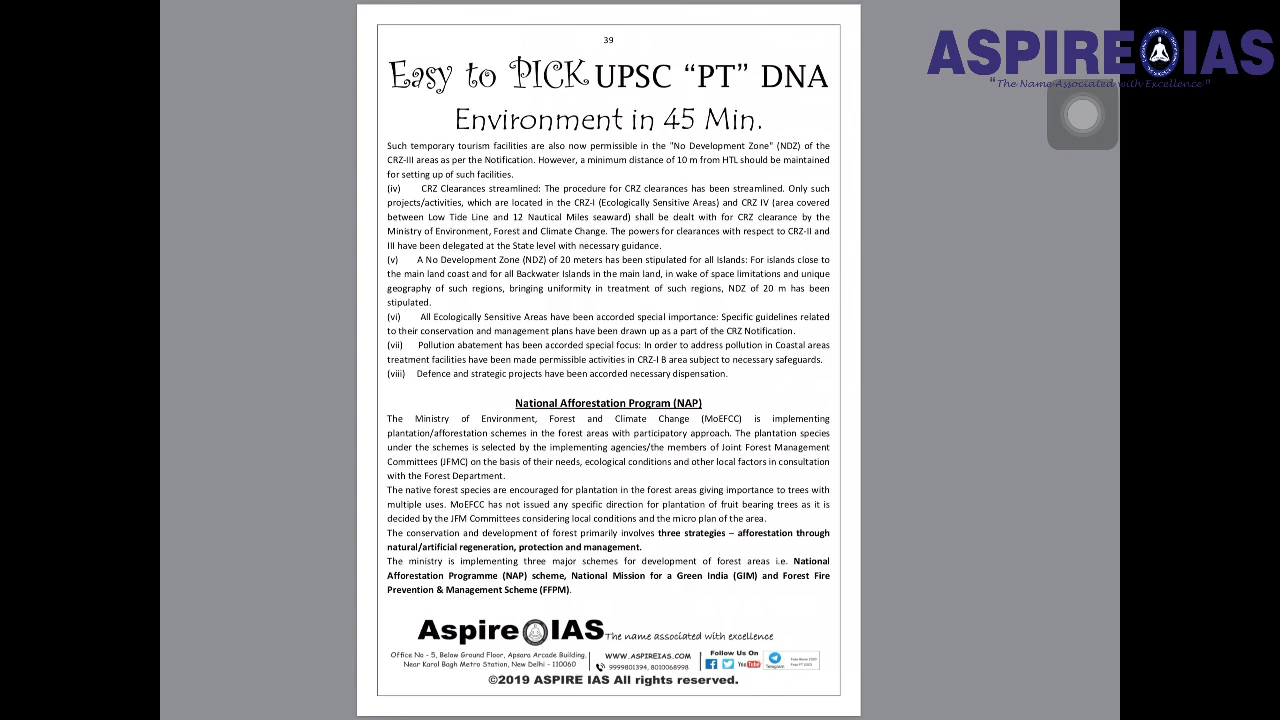 ASPIRE IAS
"The Name Associated with Excellence"
39
Easy to PICK UPSC “PT” DNA
Environment in 45 Min.
Such temporary tourism facilities are also now permissible in the "No Development Zone" (NDZ) of the
CRZ-III areas as per the Notification. However, a minimum distance of 10 m from HTL should be maintained
for setting up of such facilities.
(iv) CRZ Clearances streamlined: The procedure for CRZ clearances has been streamlined. Only such
projects/activities, which are located in the CRZ-I (Ecologically Sensitive Areas) and CRZ IV (area covered
between Low Tide Line and 12 Nautical Miles seaward) shall be dealt with for CRZ clearance by the
Ministry of Environment, Forest and Climate Change. The powers for clearances with respect to CRZ-II and
III have been delegated at the State level with necessary guidance.
(v) A No Development Zone (NDZ) of 20 meters has been stipulated for all Islands: For islands close to
the main land coast and for all Backwater Islands in the main land, in wake of space limitations and unique
geography of such regions, bringing uniformity in treatment of such regions, NDZ of 20 m has been
stipulated.
(vi) All Ecologically Sensitive Areas have been accorded special importance: Specific guidelines related
to their conservation and management plans have been drawn up as a part of the CRZ Notification.
(vii) Pollution abatement has been accorded special focus: In order to address pollution in Coastal areas
treatment facilities have been made permissible activities in CRZ-I B area subject to necessary safeguards.
(viii) Defence and strategic projects have been accorded necessary dispensation.
National Afforestation Program (NAP)
The Ministry of Environment, Forest and Climate Change (MoEFCC) is implementing
plantation/afforestation schemes in the forest areas with participatory approach. The plantation species
under the schemes is selected by the implementing agencies/the members of Joint Forest Management
Committees (JFMC) on the basis of their needs, ecological conditions and other local factors in consultation
with the Forest Department.
The native forest species are encouraged for plantation in the forest areas giving importance to trees with
multiple uses. MoEFCC has not issued any specific direction for plantation of fruit bearing trees as it is
decided by the JFM Committees considering local conditions and the micro plan of the area.
The conservation and development of forest primarily involves three strategies – afforestation through
natural/artificial regeneration, protection and management.
The ministry is implementing three major schemes for development of forest areas i.e. National
Afforestation Programme (NAP) scheme, National Mission for a Green India (GIM) and Forest Fire
Prevention & Management Scheme (FFPM).
Aspire IAS The name associated with excellence
Office No - 5, Below Ground Floor, Apsara Arcade Building,
Near Karol Bagh Metro Station, New Delhi - 110060
WWW.ASPIREIAS.COM
9999801394, 8010068998
Follow Us On
YouTube
Telegram
©2019 ASPIRE IAS All rights reserved.